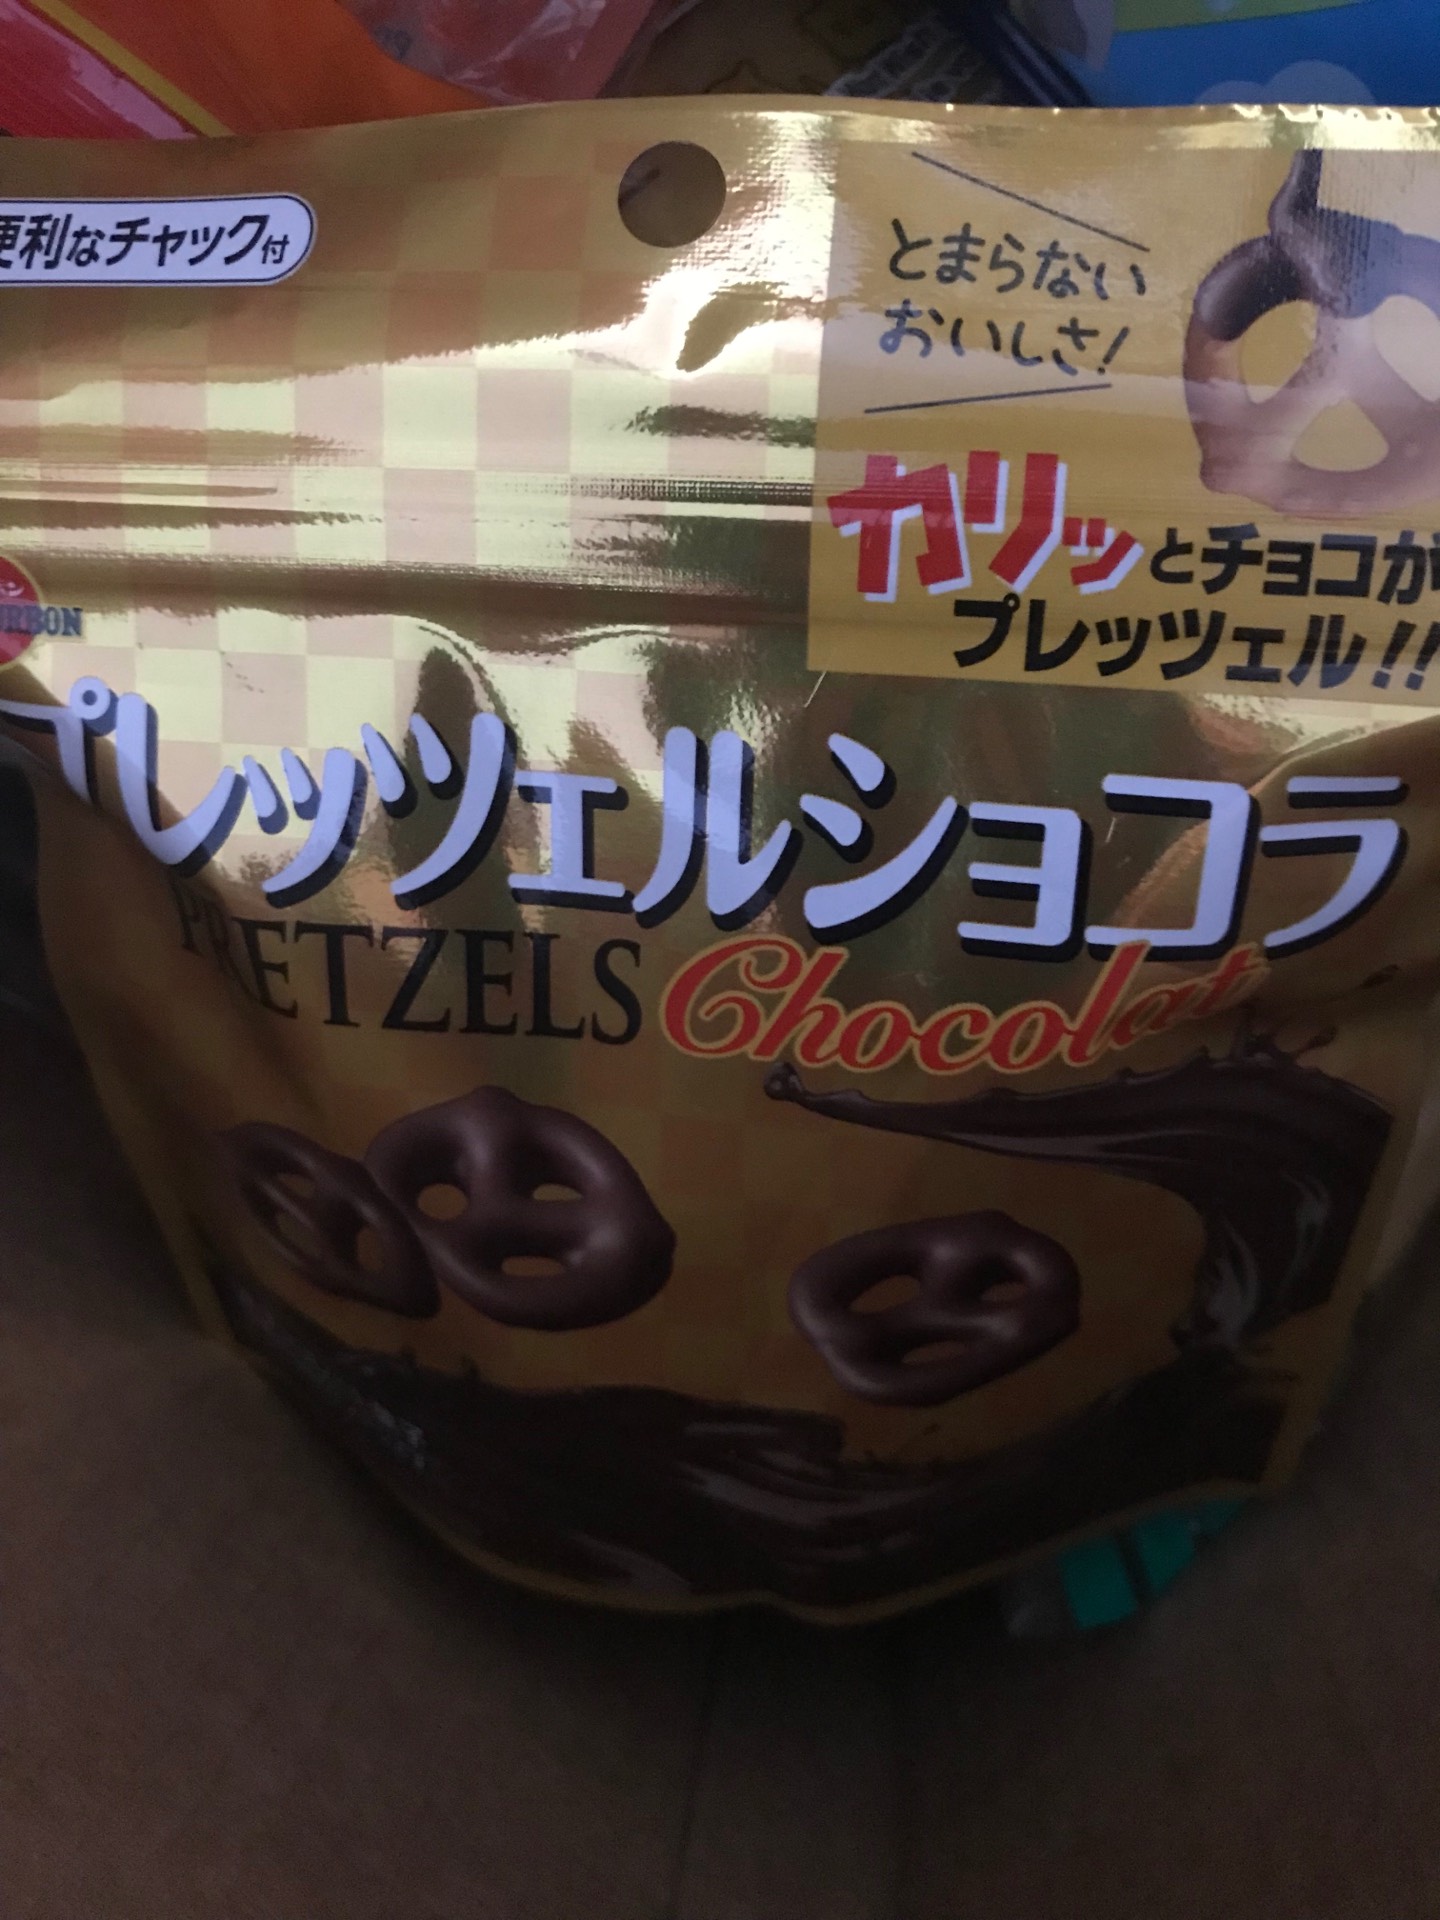 便利なチャック付
とまらない
おいしさ!
カリッとチョコが
プレッツェル!!
BOURBON
プレッツェルショコラ
PRETZELS Chocolat